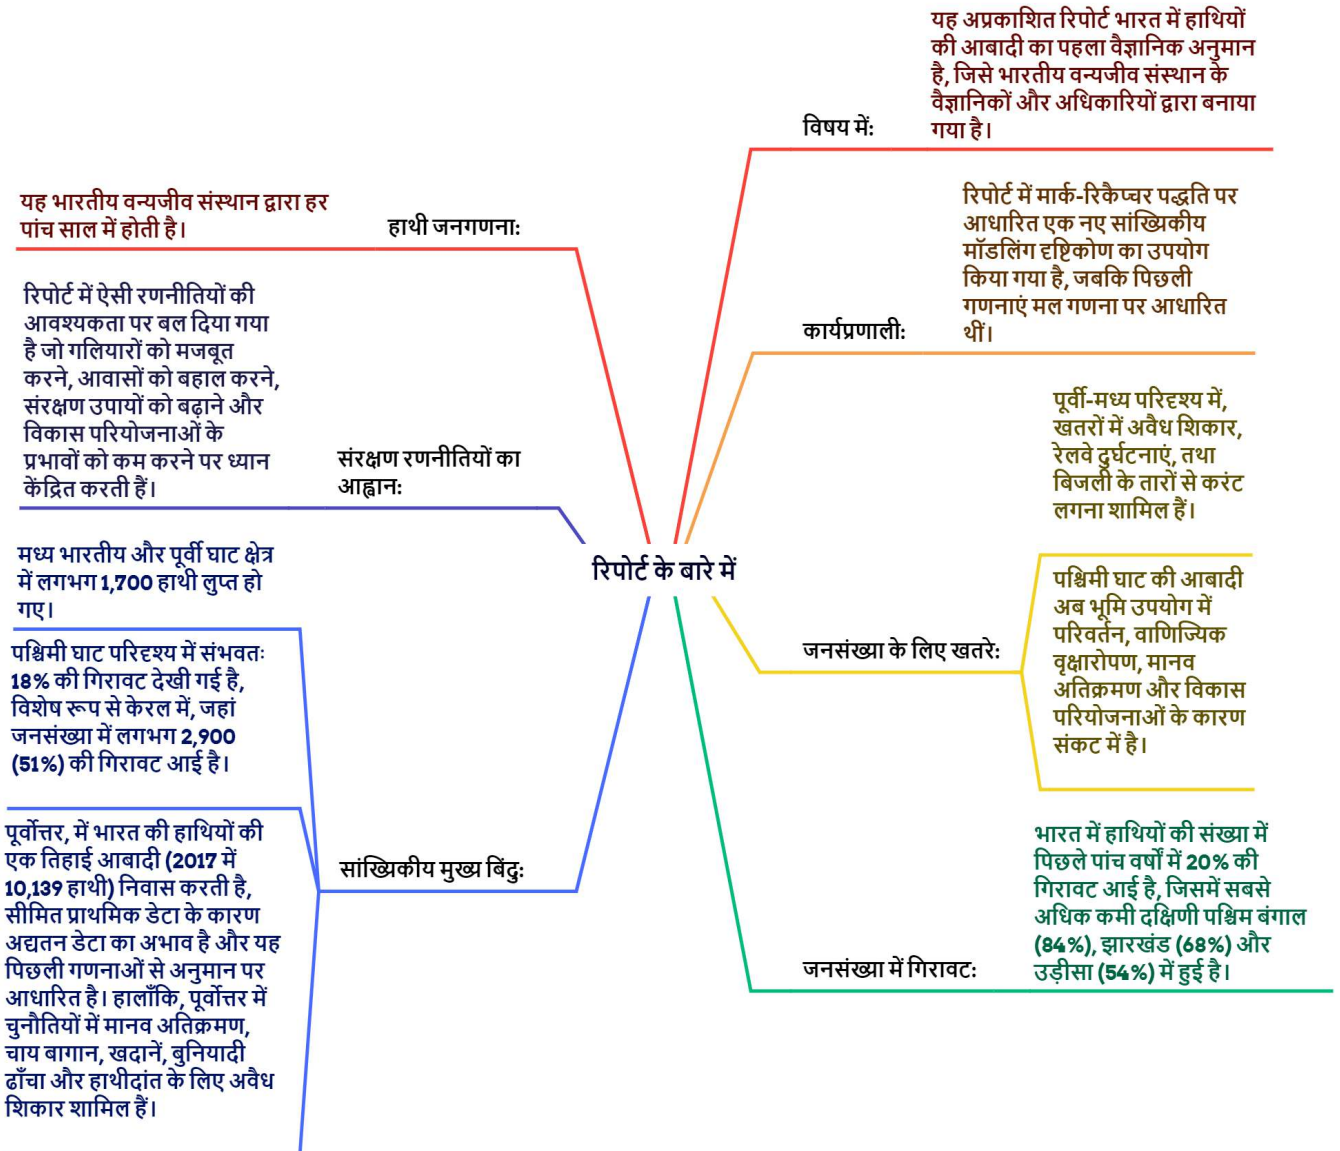 रिपोर्ट के बारे में
विषय में:
यह अप्रकाशित रिपोर्ट भारत में हाथियों
की आबादी का पहला वैज्ञानिक अनुमान
है, जिसे भारतीय वन्यजीव संस्थान के
वैज्ञानिकों और अधिकारियों द्वारा बनाया
गया है।
कार्यप्रणाली:
रिपोर्ट में मार्क-रिकैप्चर पद्धति पर
आधारित एक नए सांख्यिकीय
मॉडलिंग दृष्टिकोण का उपयोग
किया गया है, जबकि पिछली
गणनाएं मल गणना पर आधारित
थीं।
जनसंख्या के लिए खतरे:
पूर्वी-मध्य परिदृश्य में,
खतरों में अवैध शिकार,
रेलवे दुर्घटनाएं, तथा
बिजली के तारों से करंट
लगना शामिल हैं।
पश्चिमी घाट की आबादी
अब भूमि उपयोग में
परिवर्तन, वाणिज्यिक
वृक्षारोपण, मानव
अतिक्रमण और विकास
परियोजनाओं के कारण
संकट में है।
जनसंख्या में गिरावट:
भारत में हाथियों की संख्या में
पिछले पांच वर्षों में 20% की
गिरावट आई है, जिसमें सबसे
अधिक कमी दक्षिणी पश्चिम बंगाल
(84%), झारखंड (68%) और
उड़ीसा (54%) में हुई है।
हाथी जनगणना:
यह भारतीय वन्यजीव संस्थान द्वारा हर
पांच साल में होती है।
संरक्षण रणनीतियों का
आह्वान:
रिपोर्ट में ऐसी रणनीतियों की
आवश्यकता पर बल दिया गया
है जो गलियारों को मजबूत
करने, आवासों को बहाल करने,
संरक्षण उपायों को बढ़ाने और
विकास परियोजनाओं के
प्रभावों को कम करने पर ध्यान
केंद्रित करती हैं।
सांख्यिकीय मुख्य बिंदु:
मध्य भारतीय और पूर्वी घाट क्षेत्र
में लगभग 1,700 हाथी लुप्त हो
गए।
पश्चिमी घाट परिदृश्य में संभवतः
18% की गिरावट देखी गई है,
विशेष रूप से केरल में, जहां
जनसंख्या में लगभग 2,900
(51%) की गिरावट आई है।
पूर्वोत्तर, में भारत की हाथियों की
एक तिहाई आबादी (2017 में
10,139 हाथी) निवास करती है,
सीमित प्राथमिक डेटा के कारण
अद्यतन डेटा का अभाव है और यह
पिछली गणनाओं से अनुमान पर
आधारित है। हालाँकि, पूर्वोत्तर में
चुनौतियों में मानव अतिक्रमण,
चाय बागान, खदानें, बुनियादी
ढाँचा और हाथीदांत के लिए अवैध
शिकार शामिल हैं।